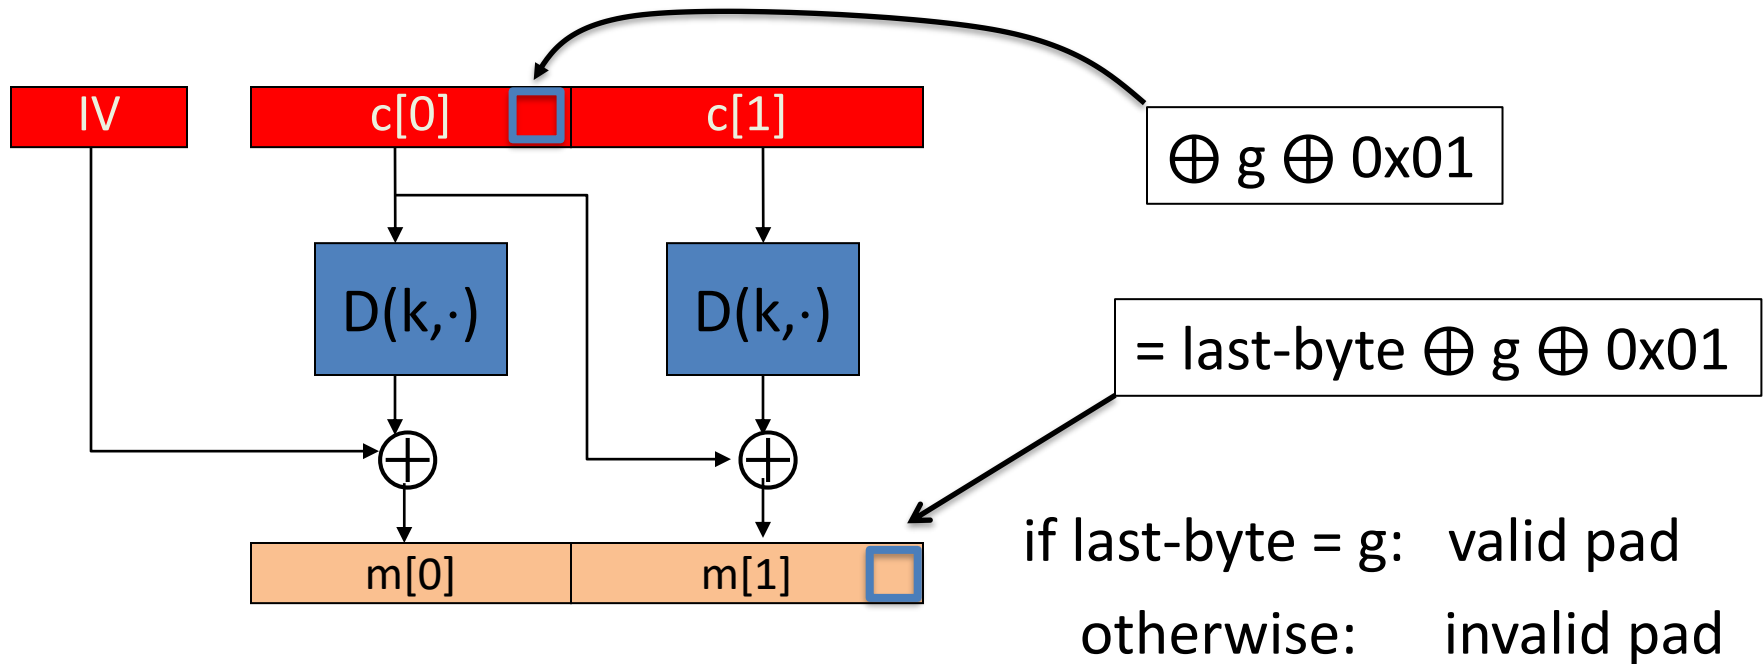 IV
c[0]
c[1]
⊕ g ⊕ 0x01
D(k,·)
D(k,·)
= last-byte ⊕ g ⊕ 0x01
m[0]
m[1]
if last-byte = g: valid pad
otherwise: invalid pad